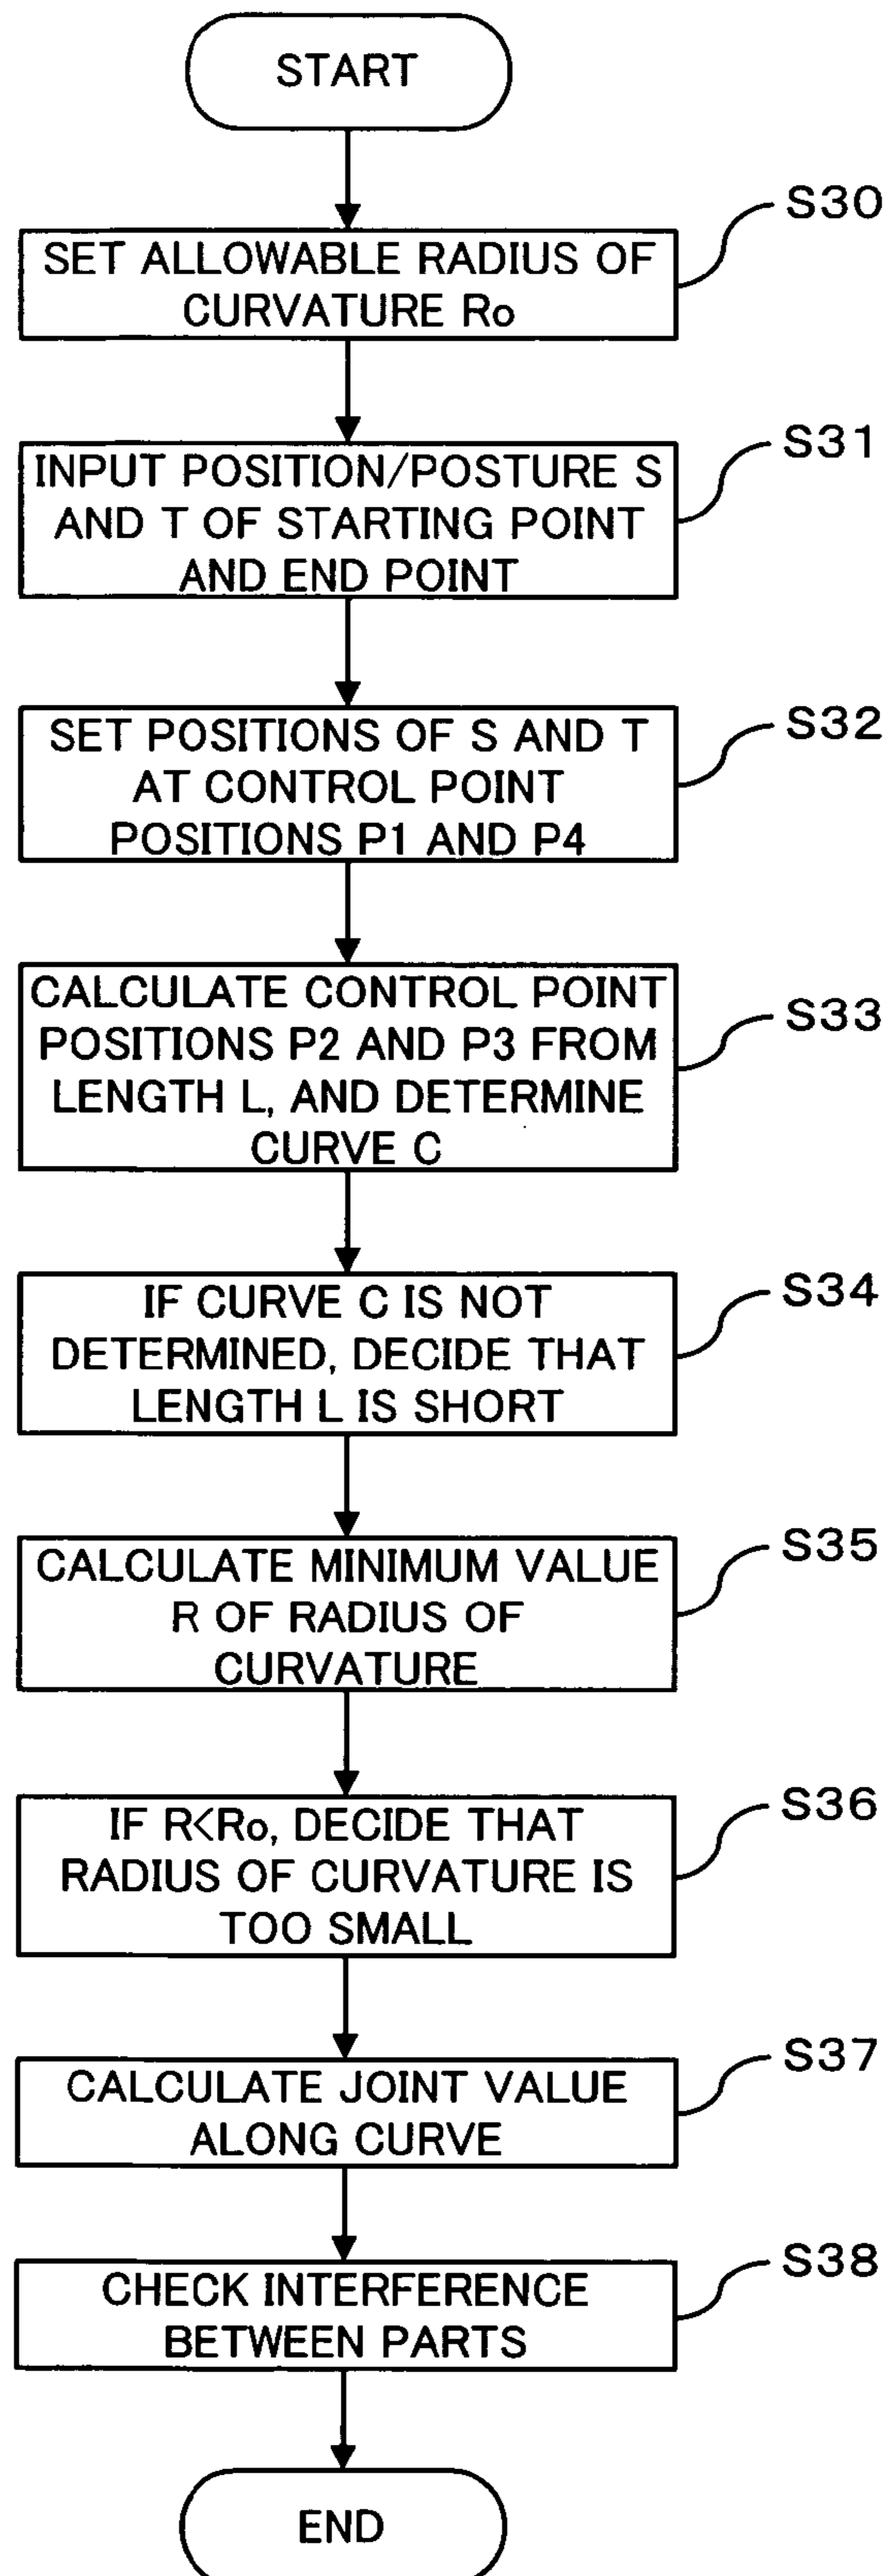 START
S30
SET ALLOWABLE RADIUS OF
CURVATURE Ro
S31
INPUT POSITION/POSTURE S
AND T OF STARTING POINT
AND END POINT
S32
SET POSITIONS OF S AND T
AT CONTROL POINT
POSITIONS P1 AND P4
S33
CALCULATE CONTROL POINT
POSITIONS P2 AND P3 FROM
LENGTH L, AND DETERMINE
CURVE C
S34
IF CURVE C IS NOT
DETERMINED, DECIDE THAT
LENGTH L IS SHORT
S35
CALCULATE MINIMUM VALUE
R OF RADIUS OF
CURVATURE
S36
IF R<Ro, DECIDE THAT
RADIUS OF CURVATURE IS
TOO SMALL
S37
CALCULATE JOINT VALUE
ALONG CURVE
S38
CHECK INTERFERENCE
BETWEEN PARTS
END